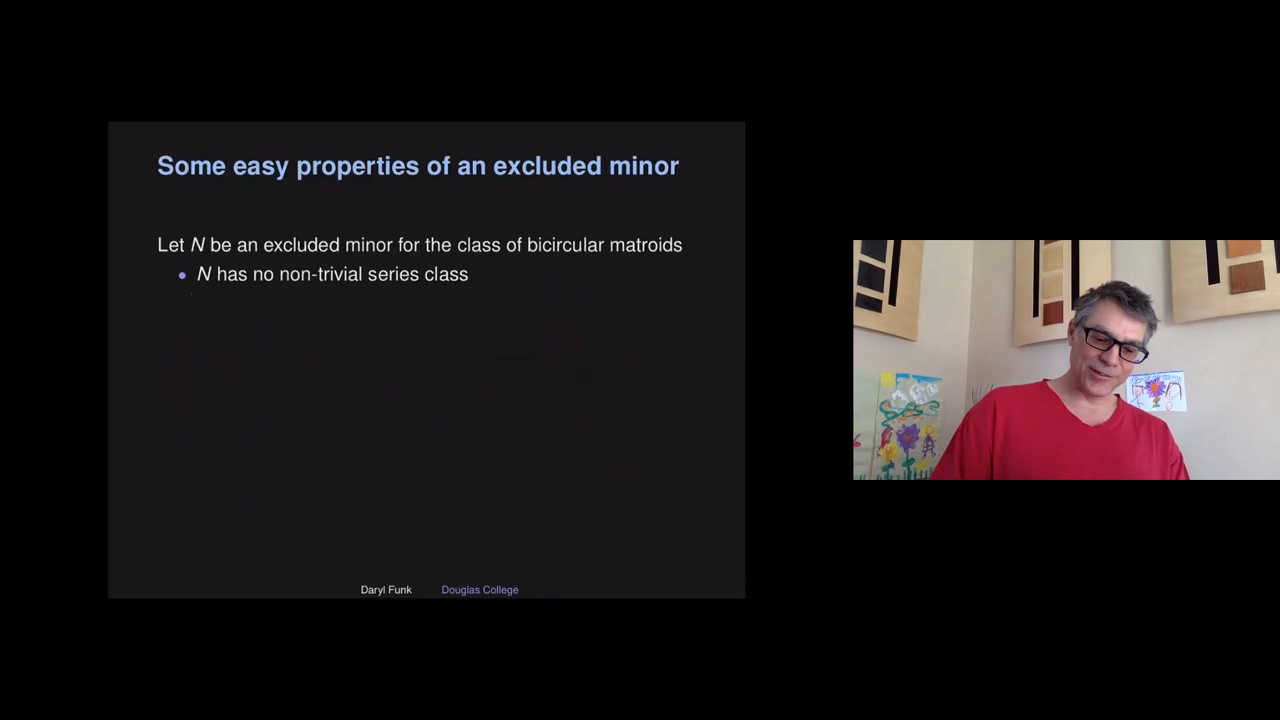 Some easy properties of an excluded minor
Let N be an excluded minor for the class of bicircular matroids
• N has no non-trivial series class
Daryl Funk Douglas College